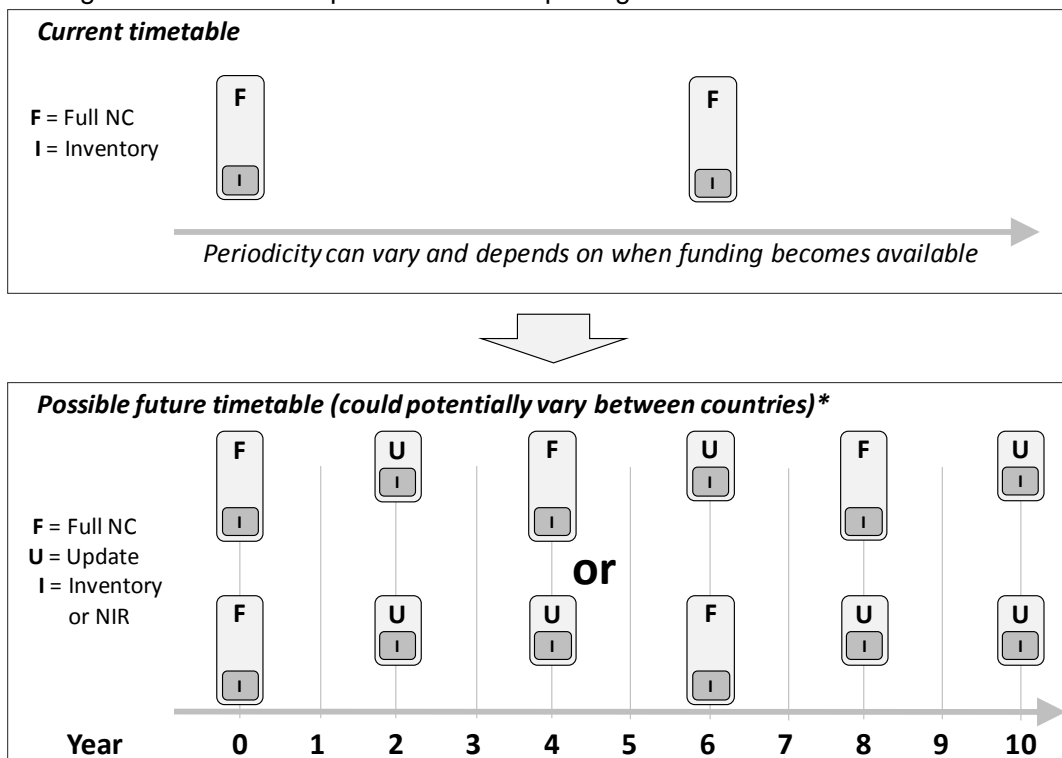 Current timetable
F = Full NC
I = Inventory
F
I
F
I
Periodicity can vary and depends on when funding becomes available
Possible future timetable (could potentially vary between countries)*
F = Full NC
U = Update
I = Inventory
or NIR
F U F U F U
I I I I I I
or
F U U F U U
I I I I I I
Year 0 1 2 3 4 5 6 7 8 9 10